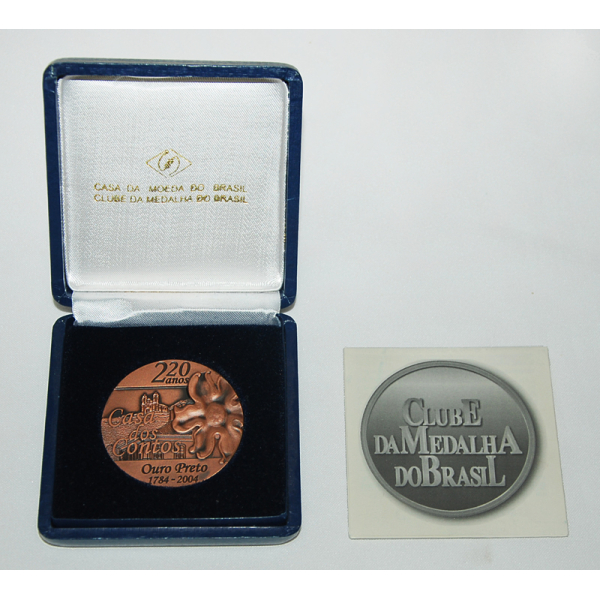 CASA DA MOEDA DO BRASIL
CLUBE DA MEDALHA DO BRASIL
220
anos
Casa
dos
Contos
Ouro Preto
1784 - 2004
CLUBE
DA MEDALHA
DO BRASIL